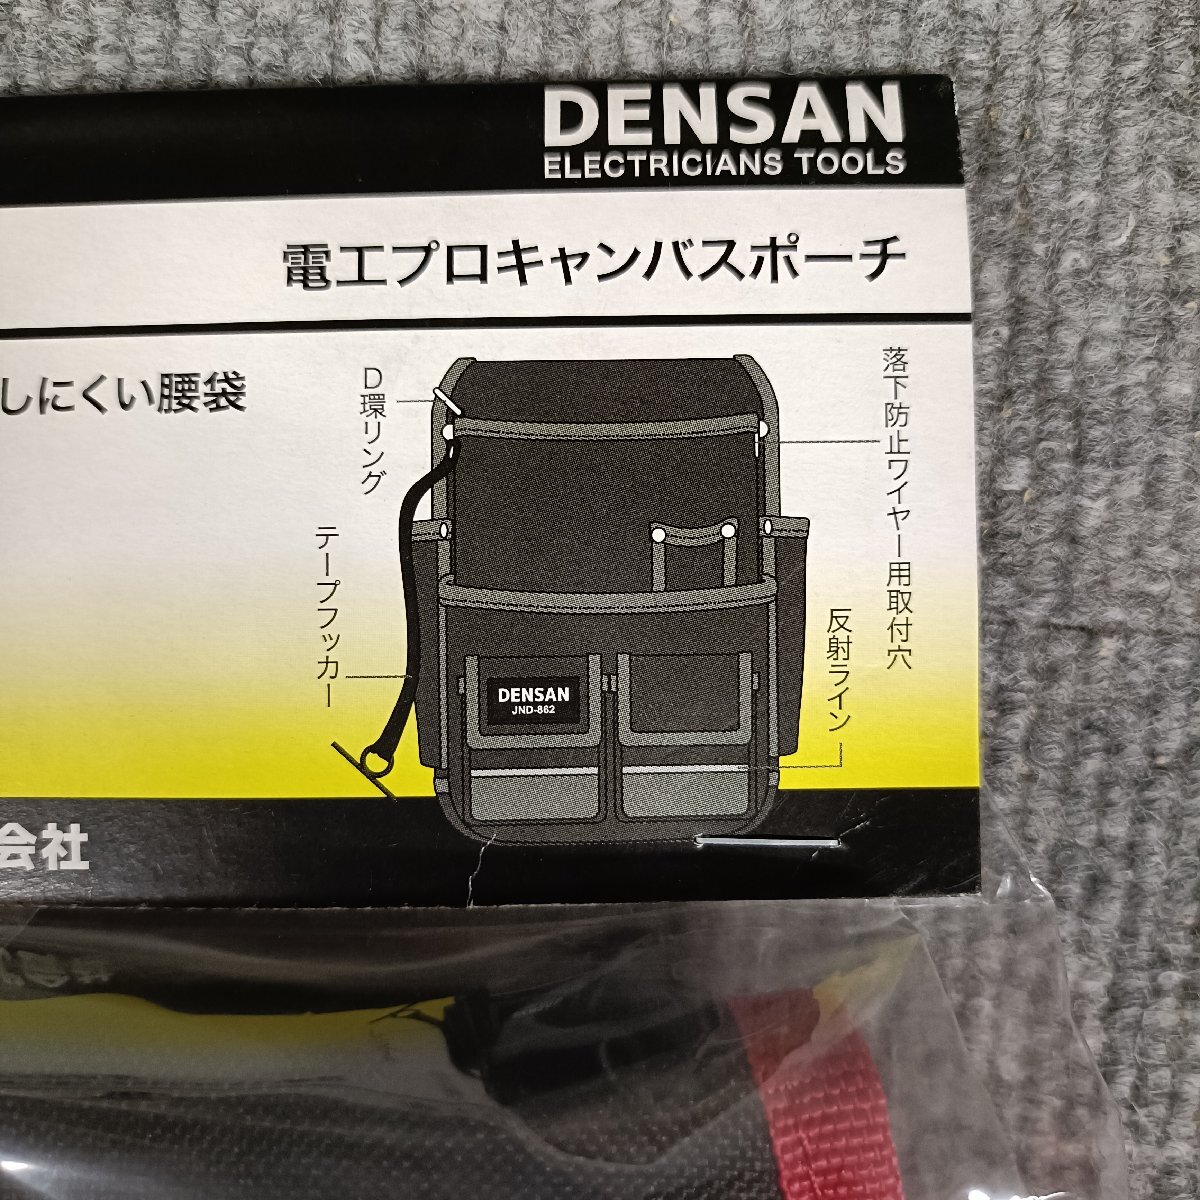 DENSAN
ELECTRICIANS TOOLS
電工プロキャンバスポーチ
しにくい腰袋
D環リング
落下防止ワイヤー用取付穴
テープフッカー
反射ライン
DENSAN
JND-862
会社